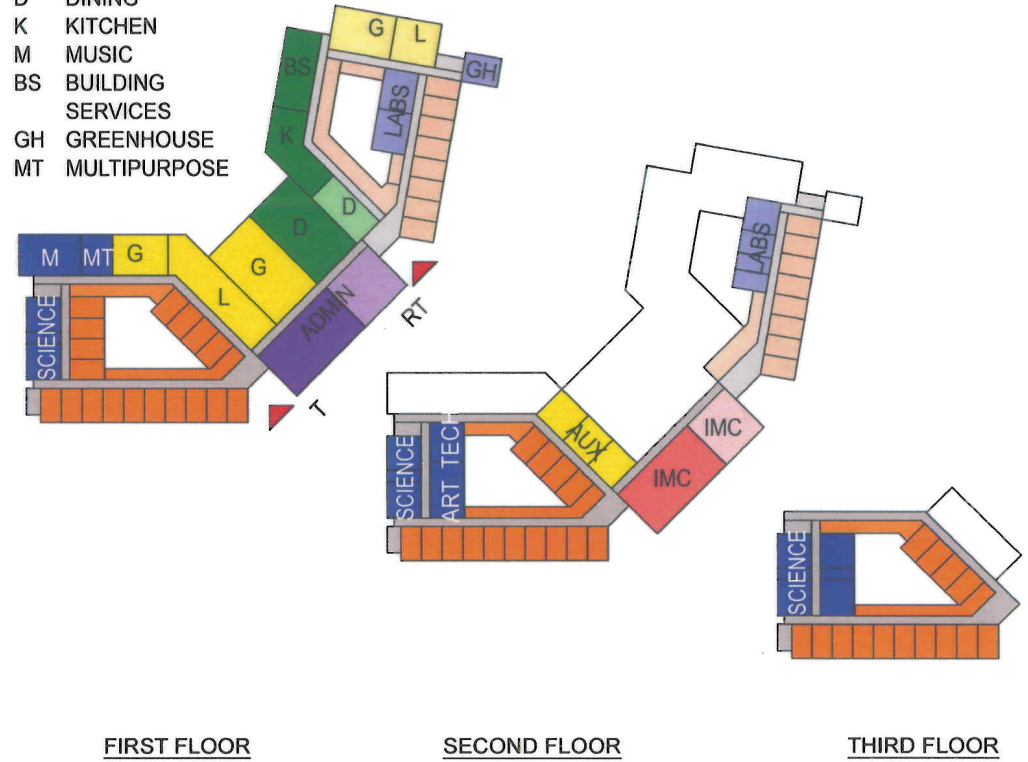 D DINING
K KITCHEN
M MUSIC
BS BUILDING
SERVICES
GH GREENHOUSE
MT MULTIPURPOSE
G L
BS
GH
LABS
K
D
D
M MT G
G
L
ADMIN
RT
SCIENCE
T
LABS
AUX
IMC
IMC
SCIENCE
ART TECH
SCIENCE
FIRST FLOOR
SECOND FLOOR
THIRD FLOOR